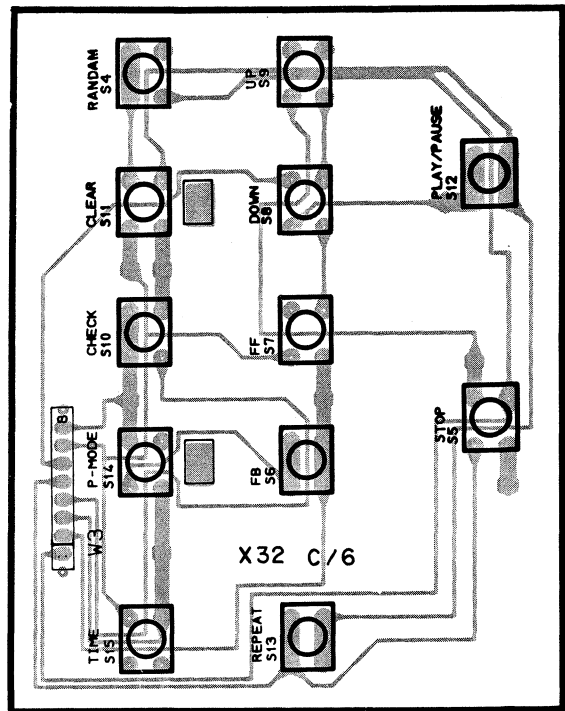 RANDAM
S4
UP
S9
PLAY/PAUSE
S12
CLEAR
S11
DOWN
S8
CHECK
S10
FF
S7
STOP
S5
8
P-MODE
S14
FB
S6
W3
X32 C/6
TIME
S15
REPEAT
S13